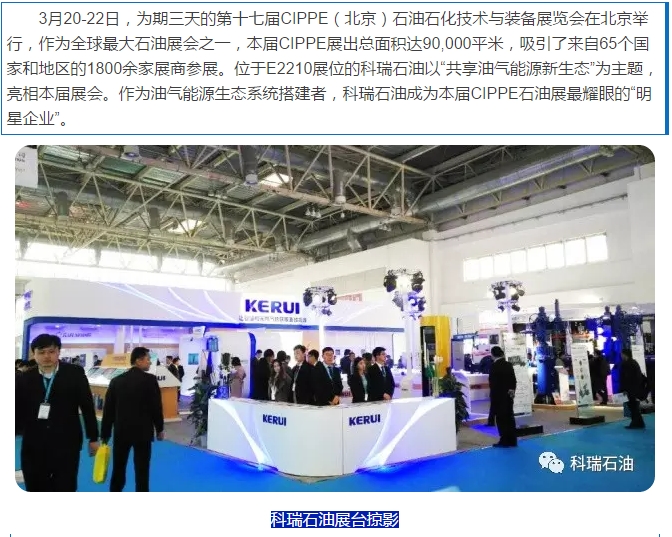 3月20-22日，为期三天的第十七届CIPPE（北京）石油石化技术与装备展览会在北京举
行，作为全球最大石油展会之一，本届CIPPE展出总面积达90,000平米，吸引了来自65个国
家和地区的1800余家展商参展。位于E2210展位的科瑞石油以“共享油气能源新生态”为主题，
亮相本届展会。作为油气能源生态系统搭建者，科瑞石油成为本届CIPPE石油展最耀眼的“明
星企业”。
KERUI
KERUI
KERUI
科瑞石油
科瑞石油展台掠影